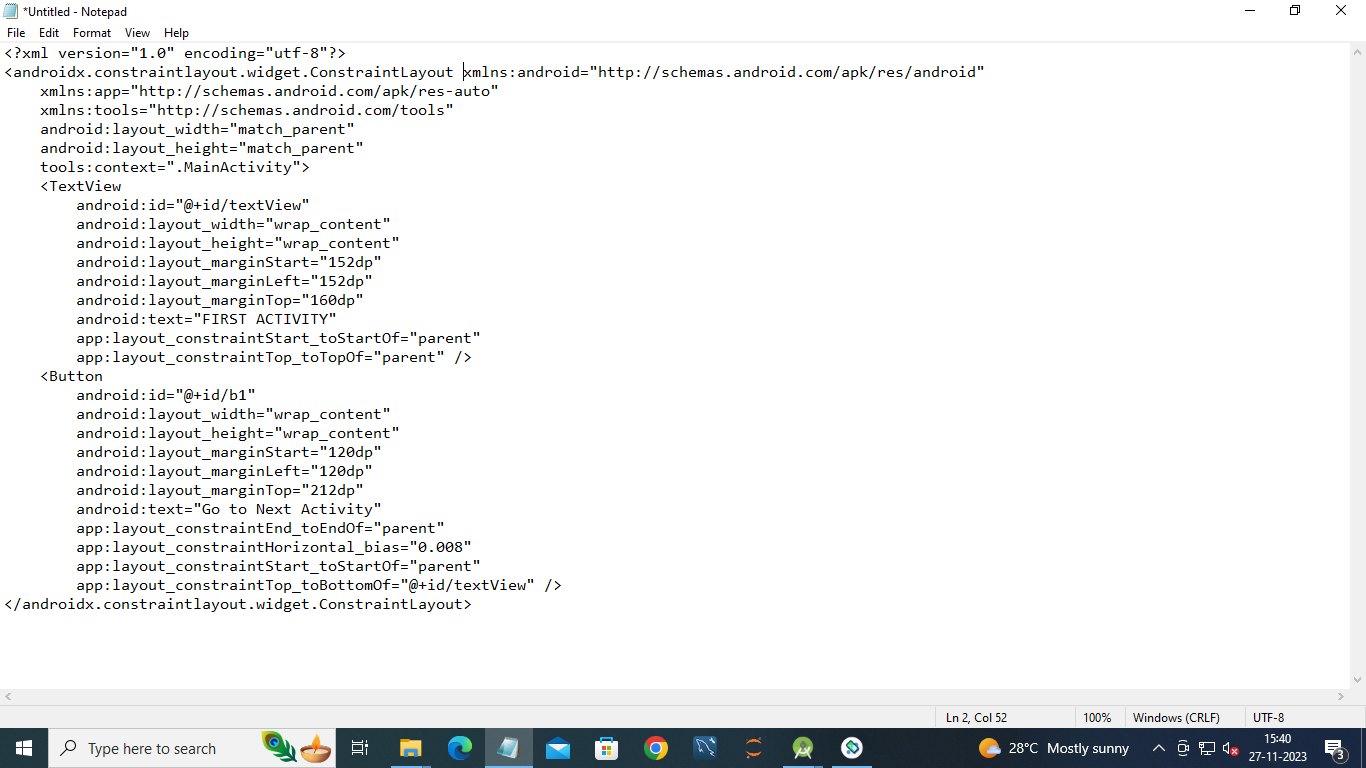 *Untitled - Notepad
File Edit Format View Help
<?xml version="1.0" encoding="utf-8"?>
<androidx.constraintlayout.widget.ConstraintLayout xmlns:android="http://schemas.android.com/apk/res/android"
    xmlns:app="http://schemas.android.com/apk/res-auto"
    xmlns:tools="http://schemas.android.com/tools"
    android:layout_width="match_parent"
    android:layout_height="match_parent"
    tools:context=".MainActivity">
    <TextView
        android:id="@+id/textView"
        android:layout_width="wrap_content"
        android:layout_height="wrap_content"
        android:layout_marginStart="152dp"
        android:layout_marginLeft="152dp"
        android:layout_marginTop="160dp"
        android:text="FIRST ACTIVITY"
        app:layout_constraintStart_toStartOf="parent"
        app:layout_constraintTop_toTopOf="parent" />
    <Button
        android:id="@+id/b1"
        android:layout_width="wrap_content"
        android:layout_height="wrap_content"
        android:layout_marginStart="120dp"
        android:layout_marginLeft="120dp"
        android:layout_marginTop="212dp"
        android:text="Go to Next Activity"
        app:layout_constraintEnd_toEndOf="parent"
        app:layout_constraintHorizontal_bias="0.008"
        app:layout_constraintStart_toStartOf="parent"
        app:layout_constraintTop_toBottomOf="@+id/textView" />
</androidx.constraintlayout.widget.ConstraintLayout>
Ln 2, Col 52 100% Windows (CRLF) UTF-8
Type here to search 28°C Mostly sunny 15:40
27-11-2023 3